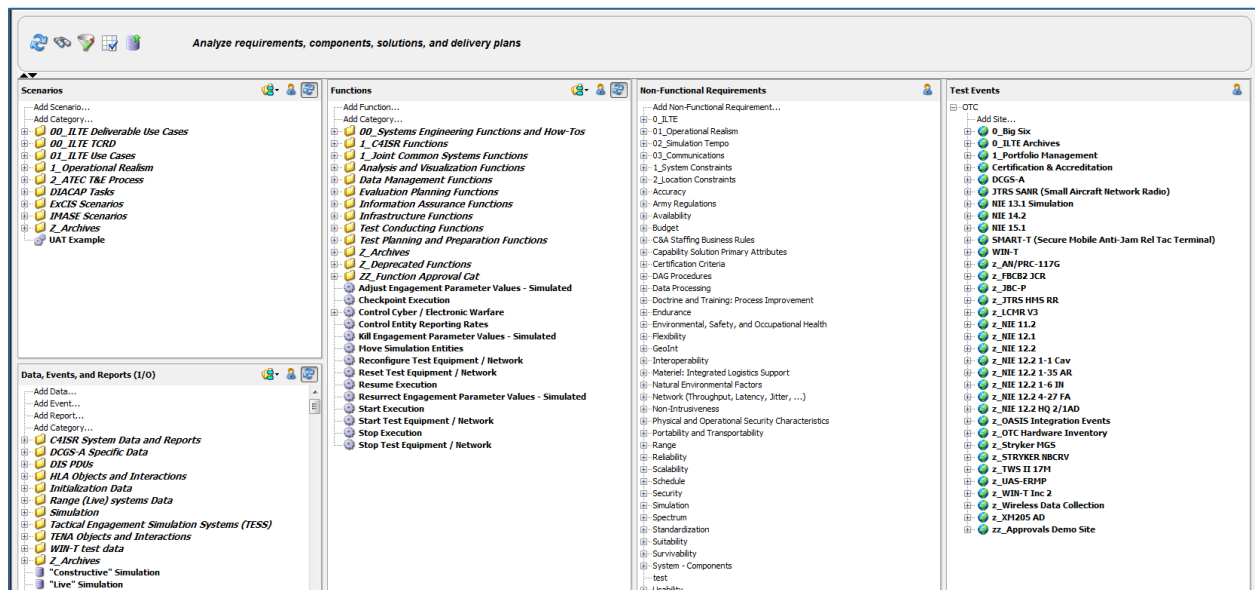 Analyze requirements, components, solutions, and delivery plans
Scenarios
Add Scenario...
Add Category...
00_ILTE Deliverable Use Cases
00_ILTE TCRD
01_ILTE Use Cases
1_Operational Realism
2_ATEC T&E Process
DIACAP Tasks
ExCIS Scenarios
IMASE Scenarios
Z_Archives
UAT Example
Data, Events, and Reports (I/O)
Add Data...
Add Event...
Add Report...
Add Category...
C4ISR System Data and Reports
DCGS-A Specific Data
DIS PDUs
HLA Objects and Interactions
Initialization Data
Range (Live) systems Data
Simulation
Tactical Engagement Simulation Systems (TESS)
TENA Objects and Interactions
WIN-T test data
Z_Archives
"Constructive" Simulation
"Live" Simulation
Functions
Add Function...
Add Category...
00_Systems Engineering Functions and How-Tos
1_C4ISR Functions
1_Joint Common Systems Functions
Analysis and Visualization Functions
Data Management Functions
Evaluation Planning Functions
Information Assurance Functions
Infrastructure Functions
Test Conducting Functions
Test Planning and Preparation Functions
Z_Archives
Z_Deprecated Functions
ZZ_Function Approval Cat
Adjust Engagement Parameter Values - Simulated
Checkpoint Execution
Control Cyber / Electronic Warfare
Control Entity Reporting Rates
Kill Engagement Parameter Values - Simulated
Move Simulation Entities
Reconfigure Test Equipment / Network
Reset Test Equipment / Network
Resume Execution
Resurrect Engagement Parameter Values - Simulated
Start Execution
Start Test Equipment / Network
Stop Execution
Stop Test Equipment / Network
Non-Functional Requirements
Add Non-Functional Requirement...
0_ILTE
01_Operational Realism
02_Simulation Tempo
03_Communications
1_System Constraints
2_Location Constraints
Accuracy
Army Regulations
Availability
Budget
C&A Staffing Business Rules
Capability Solution Primary Attributes
Certification Criteria
DAG Procedures
Data Processing
Doctrine and Training: Process Improvement
Endurance
Environmental, Safety, and Occupational Health
Flexibility
GeoInt
Interoperability
Materiel: Integrated Logistics Support
Natural Environmental Factors
Network (Throughput, Latency, Jitter, ...)
Non-Intrusiveness
Physical and Operational Security Characteristics
Portability and Transportability
Range
Reliability
Scalability
Schedule
Security
Simulation
Spectrum
Standardization
Suitability
Survivability
System - Components
test
Usability
Test Events
OTC
Add Site...
0_Big Six
0_ILTE Archives
1_Portfolio Management
Certification & Accreditation
DCGS-A
JTRS SANR (Small Aircraft Network Radio)
NIE 13.1 Simulation
NIE 14.2
NIE 15.1
SMART-T (Secure Mobile Anti-Jam Rel Tac Terminal)
WIN-T
z_AN/PRC-117G
z_FBCB2 JCR
z_JBC-P
z_JTRS HMS RR
z_LCMR V3
z_NIE 11.2
z_NIE 12.1
z_NIE 12.2
z_NIE 12.2 1-1 Cav
z_NIE 12.2 1-35 AR
z_NIE 12.2 1-6 IN
z_NIE 12.2 4-27 FA
z_NIE 12.2 HQ 2/1AD
z_OASIS Integration Events
z_OTC Hardware Inventory
z_Stryker MGS
z_STRYKER NBCRV
z_TWS II 17M
z_UAS-ERMP
z_WIN-T Inc 2
z_Wireless Data Collection
z_XM205 AD
zz_Approvals Demo Site